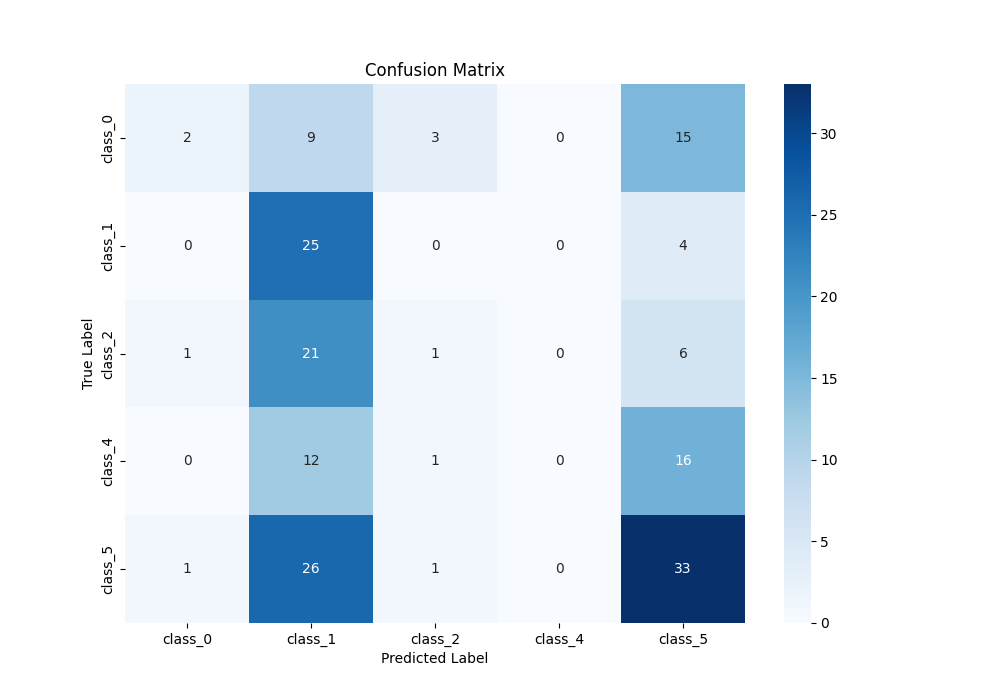 Confusion Matrix
class_0 2 9 3 0 15
class_1 0 25 0 0 4
class_2 1 21 1 0 6
class_4 0 12 1 0 16
class_5 1 26 1 0 33
class_0 class_1 class_2 class_4 class_5
Predicted Label
True Label
30
25
20
15
10
5
0